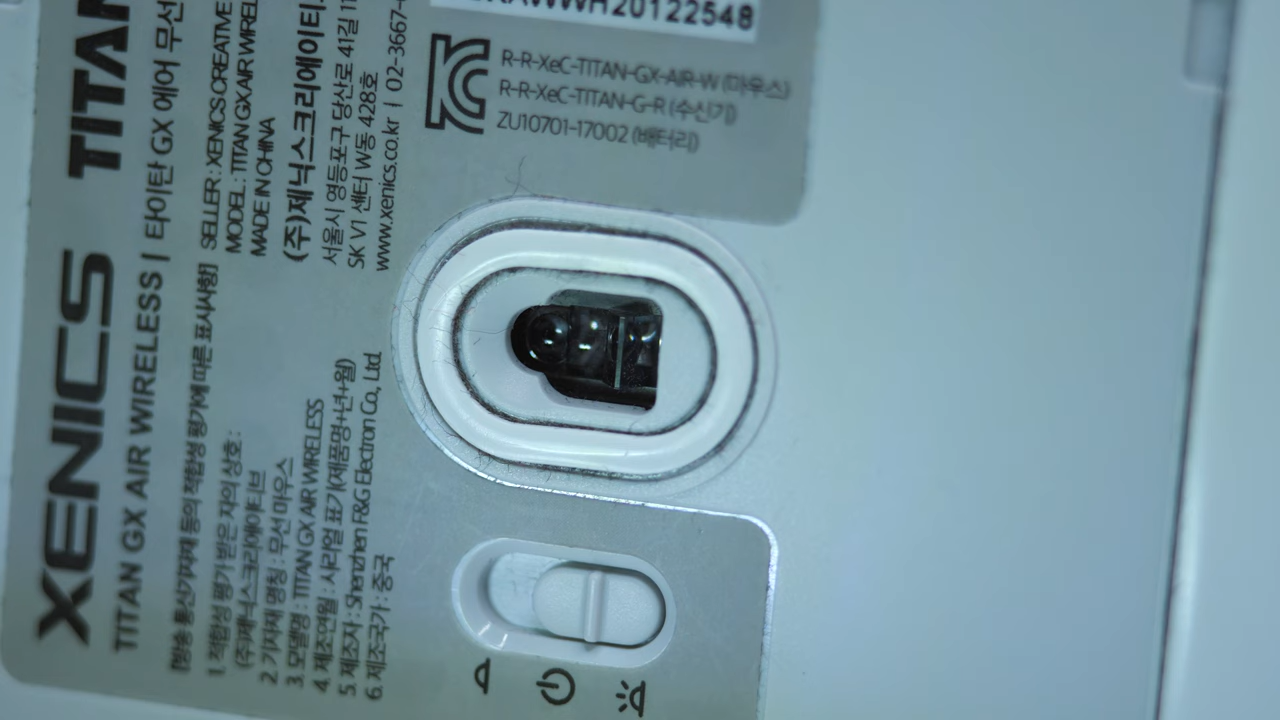 XENICS TITAN
TITAN GX AIR WIRELESS | 타이탄 GX 에어 무선
[방송통신기자재 등의 적합성 평가에 따른 표시사항]
1. 적합성 평가 받은 자의 상호 :
(주)제닉스크리에이티브
2. 기자재 명칭 : 무선 마우스
3. 모델명 : TITAN GX AIR WIRELESS
4. 제조연월 : 시리얼 표기(제품명+년+월)
5. 제조자 : Shenzhen F&G Electron Co., Ltd.
6. 제조국가 : 중국
SELLER : XENICS CREATIVE
MODEL : TITAN GX AIR WIREL
MADE IN CHINA
(주)제닉스크리에이티
서울시 영등포구 당산로 41길 11
SK V1 센터 W동 428호
www.xenics.co.kr | 02-3667-
WWH20122548
R-R-XeC-TITAN-GX-AIR-W (마우스)
R-R-XeC-TITAN-G-R (수신기)
ZU10701-17002 (배터리)